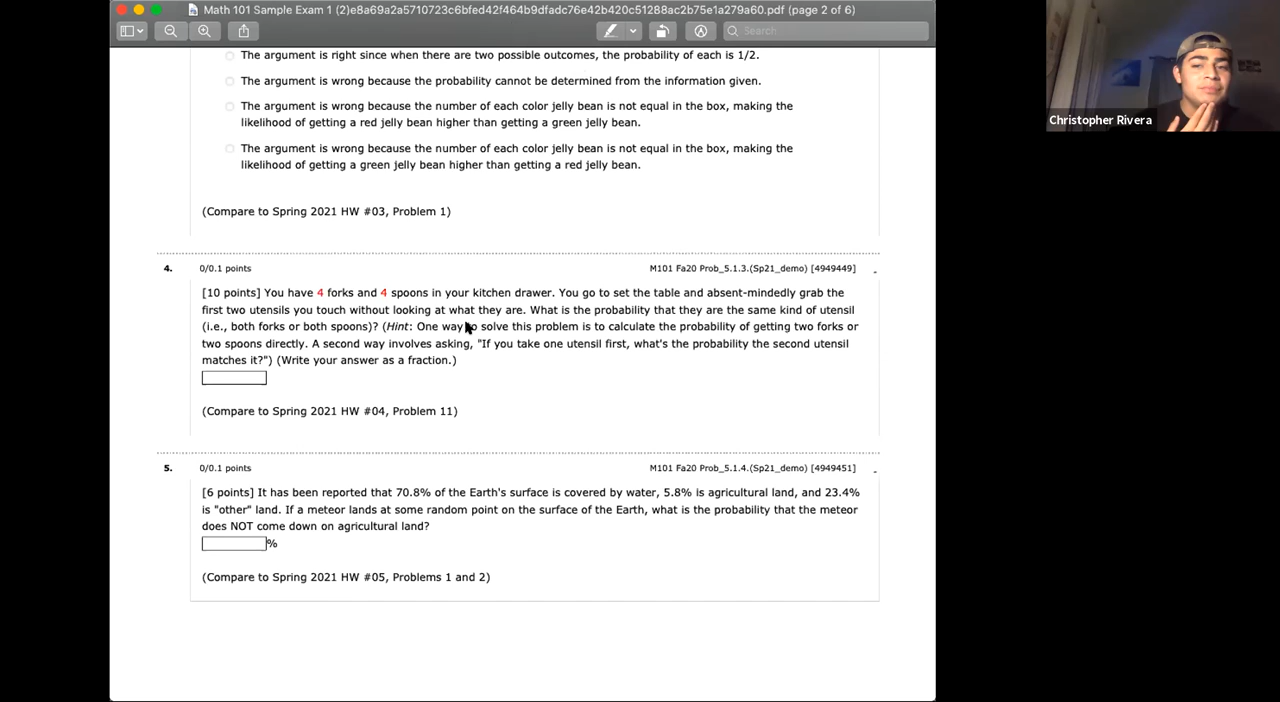 Math 101 Sample Exam 1 (2)e8a69a2a5710723c6bfed42f464b9dfadc76e42b420c51288ac2b75e1a279a60.pdf (page 2 of 6)
Search
The argument is right since when there are two possible outcomes, the probability of each is 1/2.
The argument is wrong because the probability cannot be determined from the information given.
The argument is wrong because the number of each color jelly bean is not equal in the box, making the
likelihood of getting a red jelly bean higher than getting a green jelly bean.
The argument is wrong because the number of each color jelly bean is not equal in the box, making the
likelihood of getting a green jelly bean higher than getting a red jelly bean.
(Compare to Spring 2021 HW #03, Problem 1)
4. 0/0.1 points M101 Fa20 Prob_5.1.3.(Sp21_demo) [4949449]
[10 points] You have 4 forks and 4 spoons in your kitchen drawer. You go to set the table and absent-mindedly grab the
first two utensils you touch without looking at what they are. What is the probability that they are the same kind of utensil
(i.e., both forks or both spoons)? (Hint: One way to solve this problem is to calculate the probability of getting two forks or
two spoons directly. A second way involves asking, "If you take one utensil first, what's the probability the second utensil
matches it?") (Write your answer as a fraction.)
(Compare to Spring 2021 HW #04, Problem 11)
5. 0/0.1 points M101 Fa20 Prob_5.1.4.(Sp21_demo) [4949451]
[6 points] It has been reported that 70.8% of the Earth's surface is covered by water, 5.8% is agricultural land, and 23.4%
is "other" land. If a meteor lands at some random point on the surface of the Earth, what is the probability that the meteor
does NOT come down on agricultural land?
%
(Compare to Spring 2021 HW #05, Problems 1 and 2)
Christopher Rivera